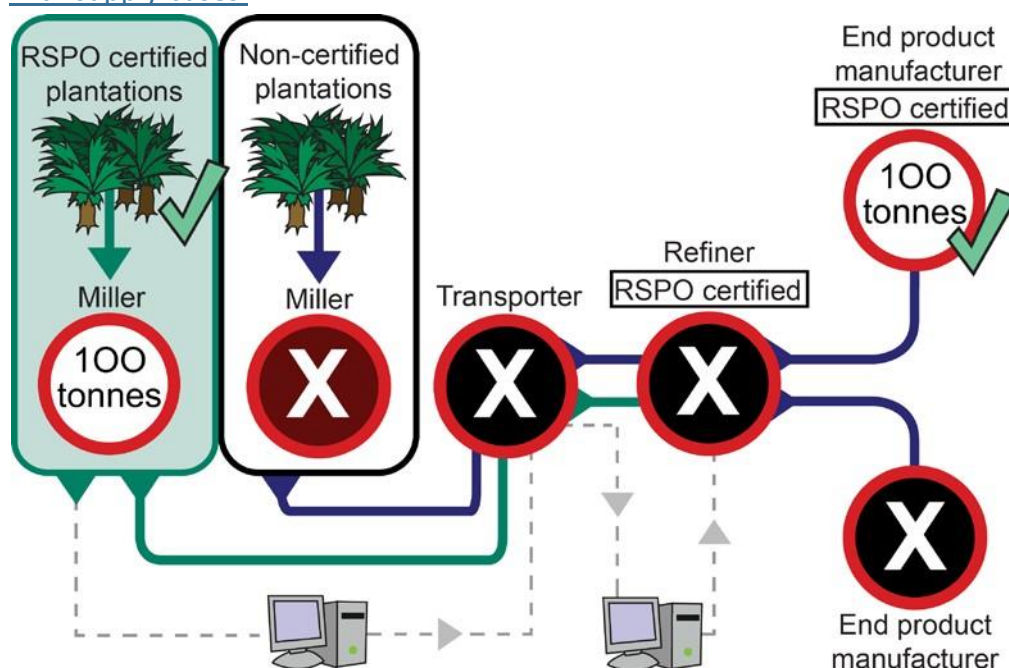 RSPO certified
plantations
Miller
100
tonnes
Non-certified
plantations
Miller
X
Transporter
X
Refiner
RSPO certified
X
End product
manufacturer
RSPO certified
100
tonnes
X
End product
manufacturer